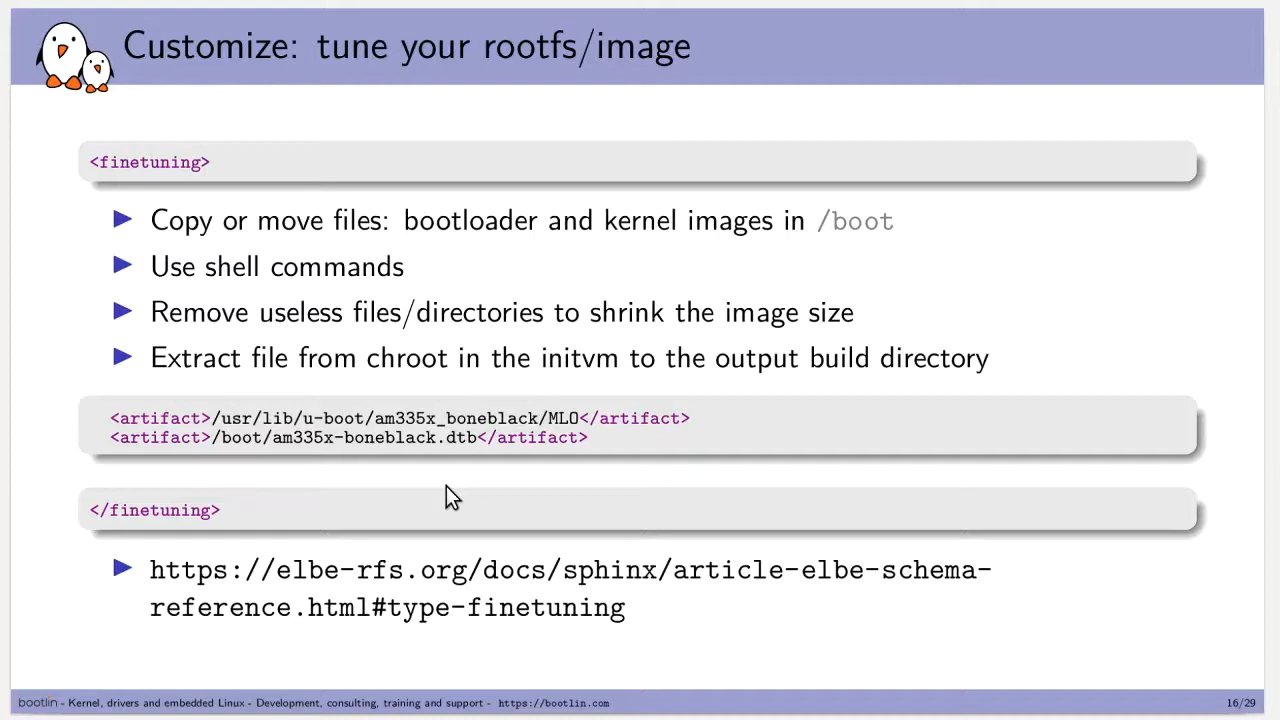 Customize: tune your rootfs/image
<finetuning>
Copy or move files: bootloader and kernel images in /boot
Use shell commands
Remove useless files/directories to shrink the image size
Extract file from chroot in the initvm to the output build directory
<artifact>/usr/lib/u-boot/am335x_boneblack/MLO</artifact>
<artifact>/boot/am335x-boneblack.dtb</artifact>
</finetuning>
https://elbe-rfs.org/docs/sphinx/article-elbe-schema-
reference.html#type-finetuning
bootlin - Kernel, drivers and embedded Linux - Development, consulting, training and support - https://bootlin.com 16/29